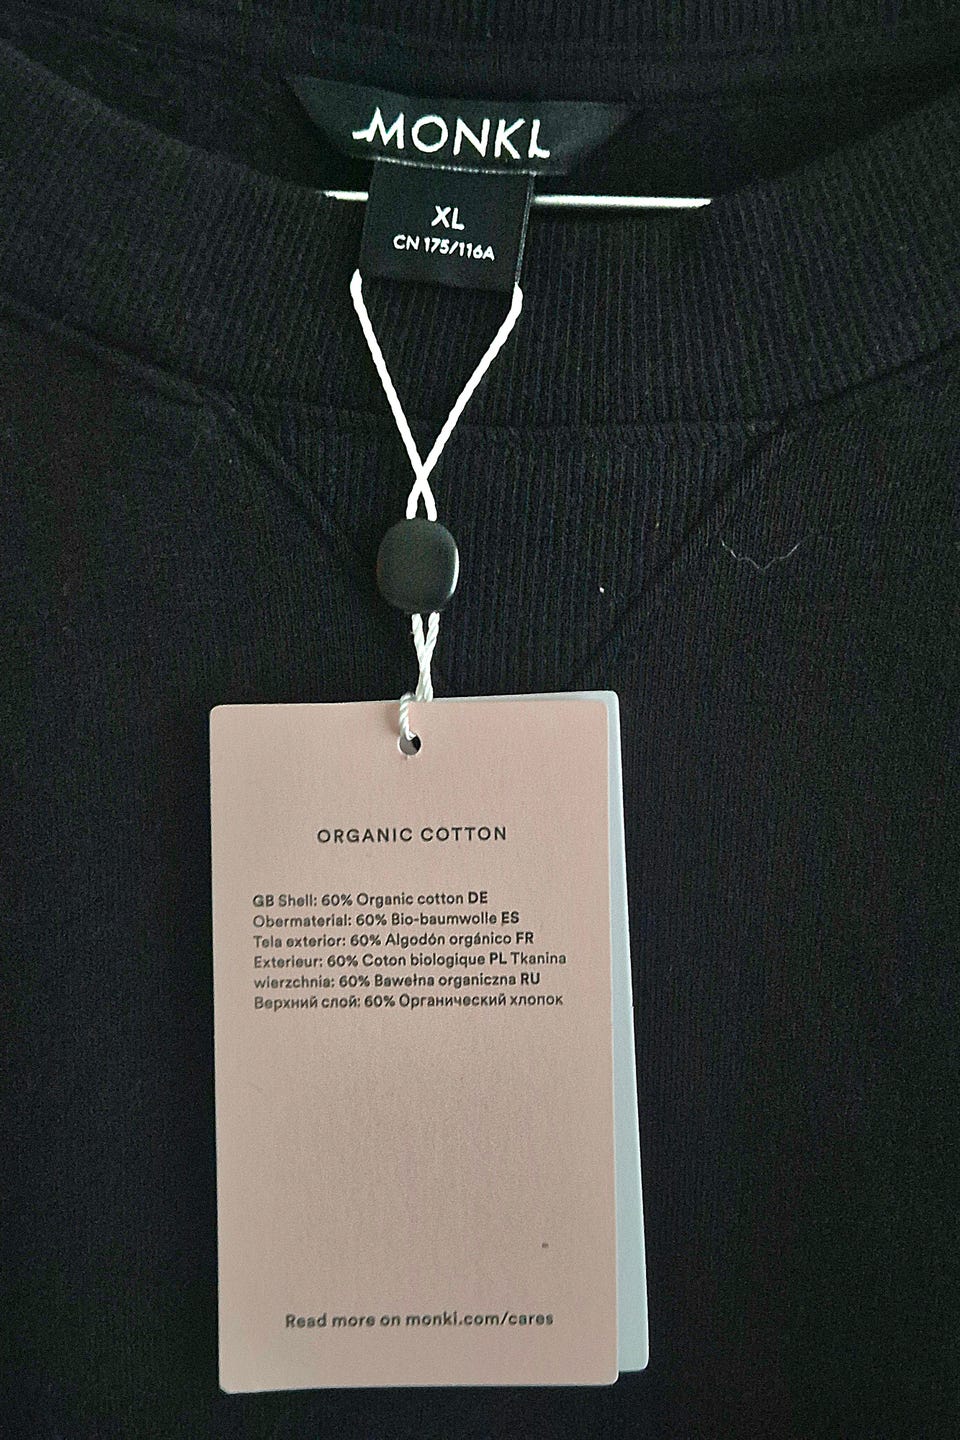 MONKI
XL
CN 175/116A
ORGANIC COTTON
GB Shell: 60% Organic cotton DE
Obermaterial: 60% Bio-baumwolle ES
Tela exterior: 60% Algodón orgánico FR
Exterieur: 60% Coton biologique PL Tkanina
wierzchnia: 60% Bawełna organiczna RU
Верхний слой: 60% Органический хлопок
Read more on monki.com/cares